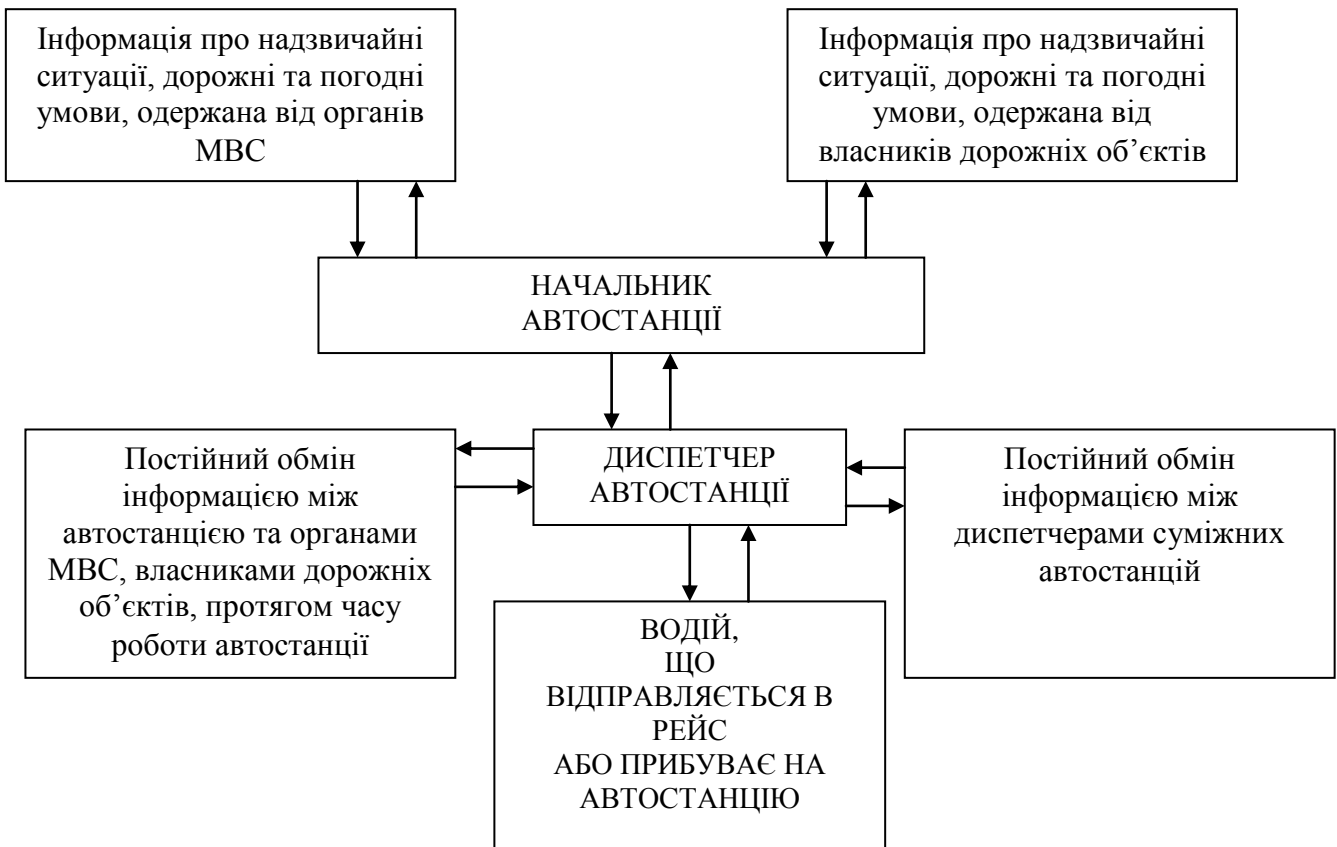 Інформація про надзвичайні
ситуації, дорожні та погодні
умови, одержана від органів
МВС
Інформація про надзвичайні
ситуації, дорожні та погодні
умови, одержана від
власників дорожніх об’єктів
НАЧАЛЬНИК
АВТОСТАНЦІЇ
Постійний обмін
інформацією між
автостанцією та органами
МВС, власниками дорожніх
об’єктів, протягом часу
роботи автостанції
ДИСПЕТЧЕР
АВТОСТАНЦІЇ
Постійний обмін
інформацією між
диспетчерами суміжних
автостанцій
ВОДІЙ,
ЩО
ВІДПРАВЛЯЄТЬСЯ В
РЕЙС
АБО ПРИБУВАЄ НА
АВТОСТАНЦІЮ